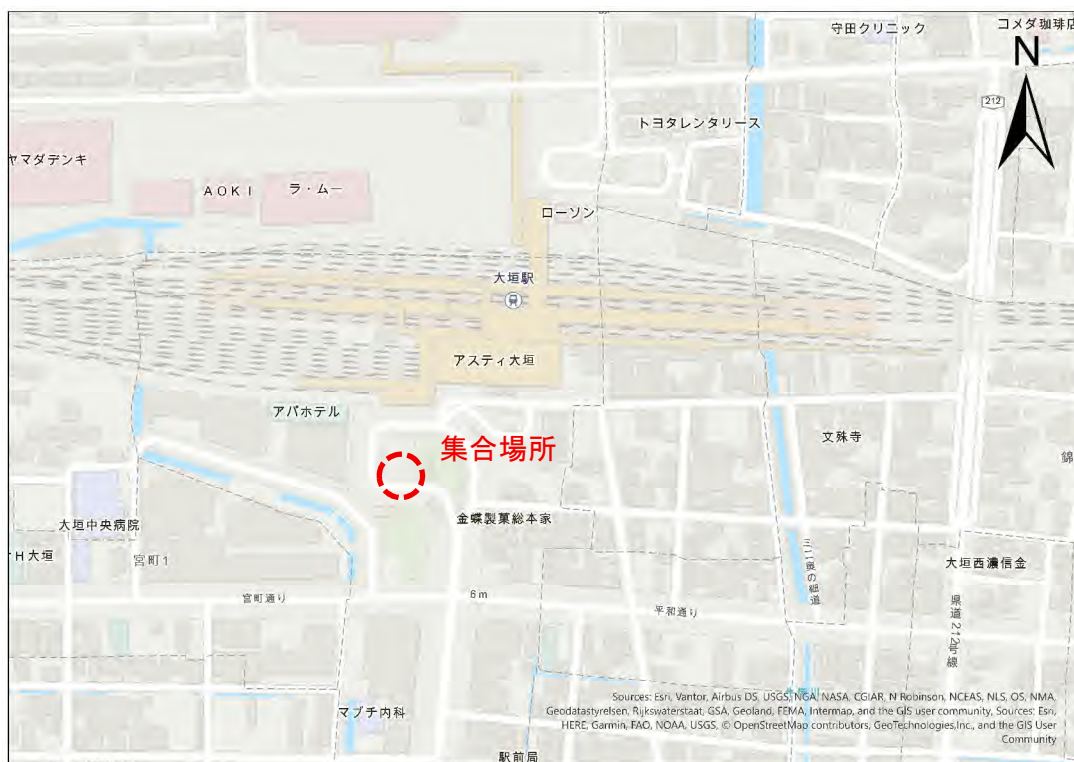 守田クリニック
コメダ珈琲店
N
212
トヨタレンタリース
ヤマダデンキ
AOKI
ラ・ムー
ローソン
大垣駅
アスティ大垣
アパホテル
文殊寺
集合場所
錦
金蝶製菓総本家
大垣中央病院
H大垣
宮町1
大垣西濃信金
宮町通り
6m
平和通り
県道212号線
マブチ内科
駅前局
Sources: Esri, Vantor, Airbus DS, USGS, NGA, NASA, CGIAR, N Robinson, NCEAS, NLS, OS, NMA,
Geodatastyrelsen, Rijkswaterstaat, GSA, Geoland, FEMA, Intermap, and the GIS user community, Sources: Esri,
HERE, Garmin, FAO, NOAA, USGS, © OpenStreetMap contributors, GeoTechnologies,Inc., and the GIS User
Community